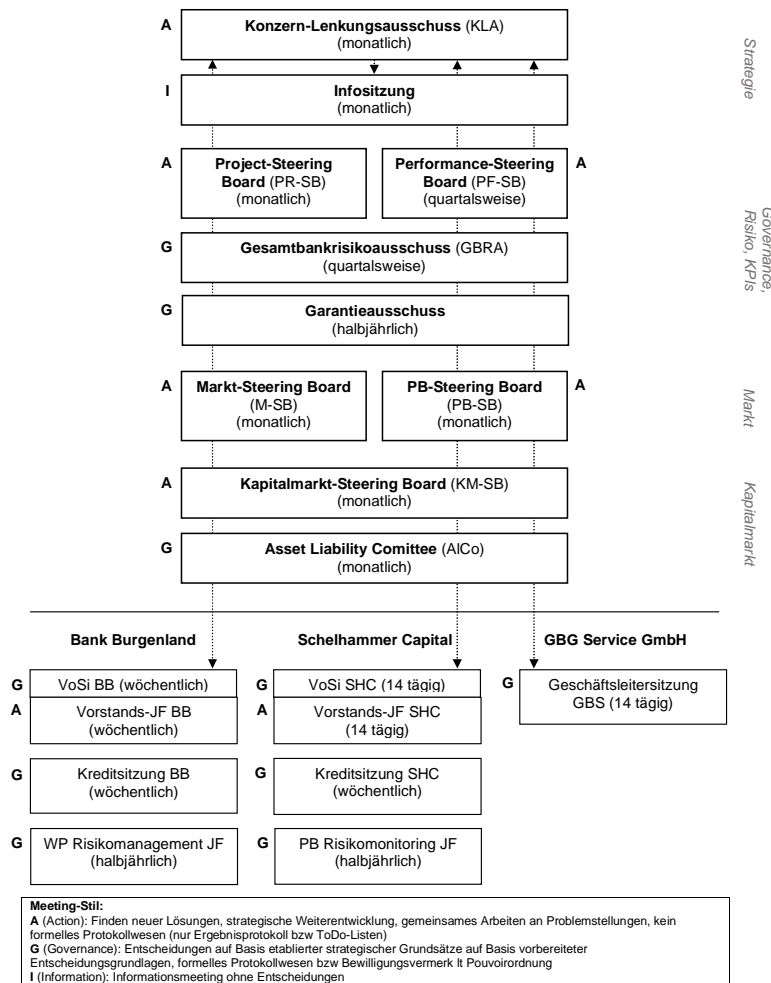 A
Konzern-Lenkungsausschuss (KLA)
(monatlich)
I
Infositzung
(monatlich)
Strategie
A
Project-Steering
Board (PR-SB)
(monatlich)
Performance-Steering
Board (PF-SB)
(quartalsweise)
A
G
Gesamtbankrisikoausschuss (GBRA)
(quartalsweise)
G
Garantieausschuss
(halbjährlich)
Governance,
Risiko, KPIs
A
Markt-Steering Board
(M-SB)
(monatlich)
PB-Steering Board
(PB-SB)
(monatlich)
A
Markt
A
Kapitalmarkt-Steering Board (KM-SB)
(monatlich)
G
Asset Liability Comittee (AlCo)
(monatlich)
Kapitalmarkt
Bank Burgenland
G
VoSi BB (wöchentlich)
A
Vorstands-JF BB
(wöchentlich)
G
Kreditsitzung BB
(wöchentlich)
G
WP Risikomanagement JF
(halbjährlich)
Schelhammer Capital
G
VoSi SHC (14 tägig)
A
Vorstands-JF SHC
(14 tägig)
G
Kreditsitzung SHC
(wöchentlich)
G
PB Risikomonitoring JF
(halbjährlich)
GBG Service GmbH
G
Geschäftsleitersitzung
GBS (14 tägig)
Meeting-Stil:
A (Action): Finden neuer Lösungen, strategische Weiterentwicklung, gemeinsames Arbeiten an Problemstellungen, kein
formelles Protokollwesen (nur Ergebnisprotokoll bzw ToDo-Listen)
G (Governance): Entscheidungen auf Basis etablierter strategischer Grundsätze auf Basis vorbereiteter
Entscheidungsgrundlagen, formelles Protokollwesen bzw Bewilligungsvermerk lt Pouvoirordnung
I (Information): Informationsmeeting ohne Entscheidungen